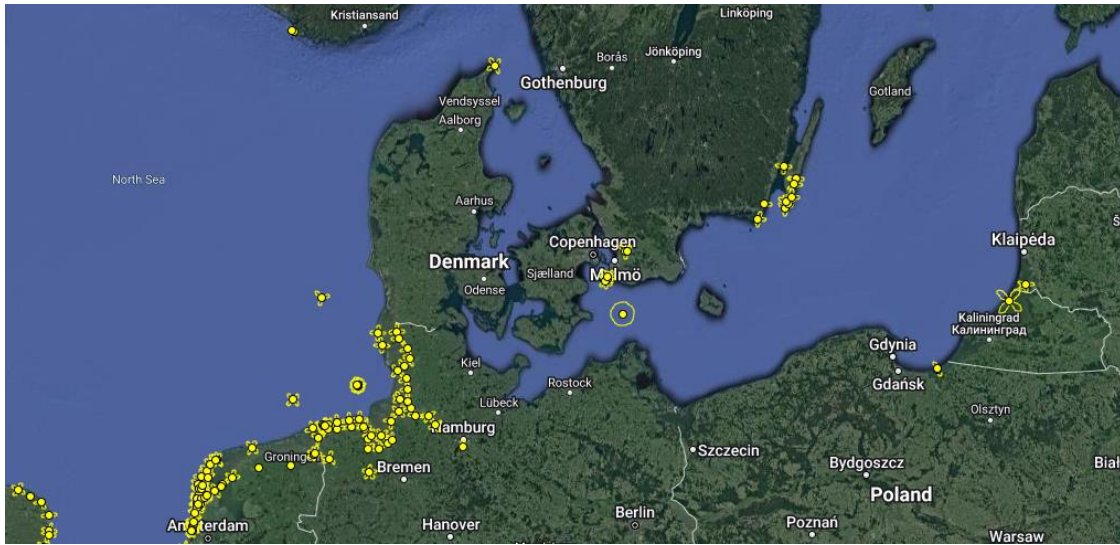 Kristiansand
Linköping
Borås
Jönköping
Gothenburg
Gotland
Vendsyssel
Aalborg
North Sea
Aarhus
Copenhagen
Klaipėda
Denmark
Sjælland
Malmö
Odense
Kaliningrad
Калининград
Gdynia
Kiel
Gdańsk
Rostock
Lübeck
Olsztyn
Hamburg
Groningen
Szczecin
Bremen
Bydgoszcz
Poland
Amsterdam
Hanover
Berlin
Poznań
Warsaw